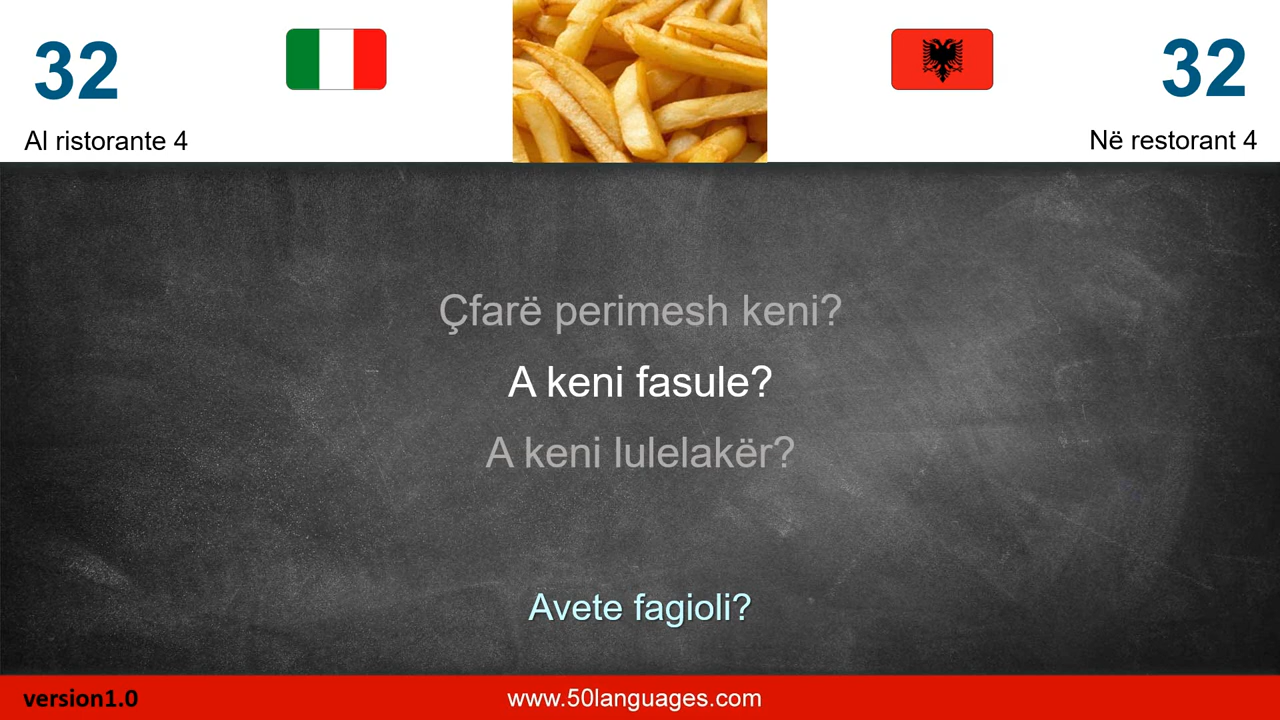 32
32
Al ristorante 4
Në restorant 4
Çfarë perimesh keni?
A keni fasule?
A keni lulelakër?
Avete fagioli?
version1.0
www.50languages.com